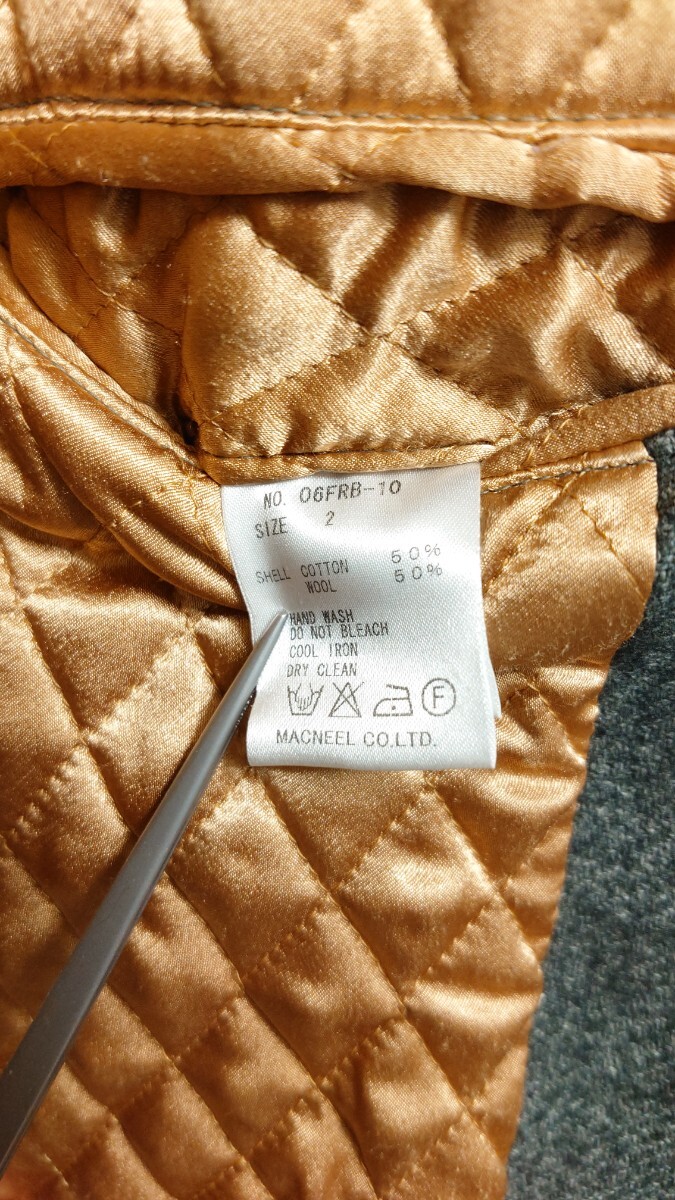 NO. 06FRB-10
SIZE 2
SHELL COTTON 50%
WOOL 50%
HAND WASH
DO NOT BLEACH
COOL IRON
DRY CLEAN
F
MACNEEL CO.LTD.